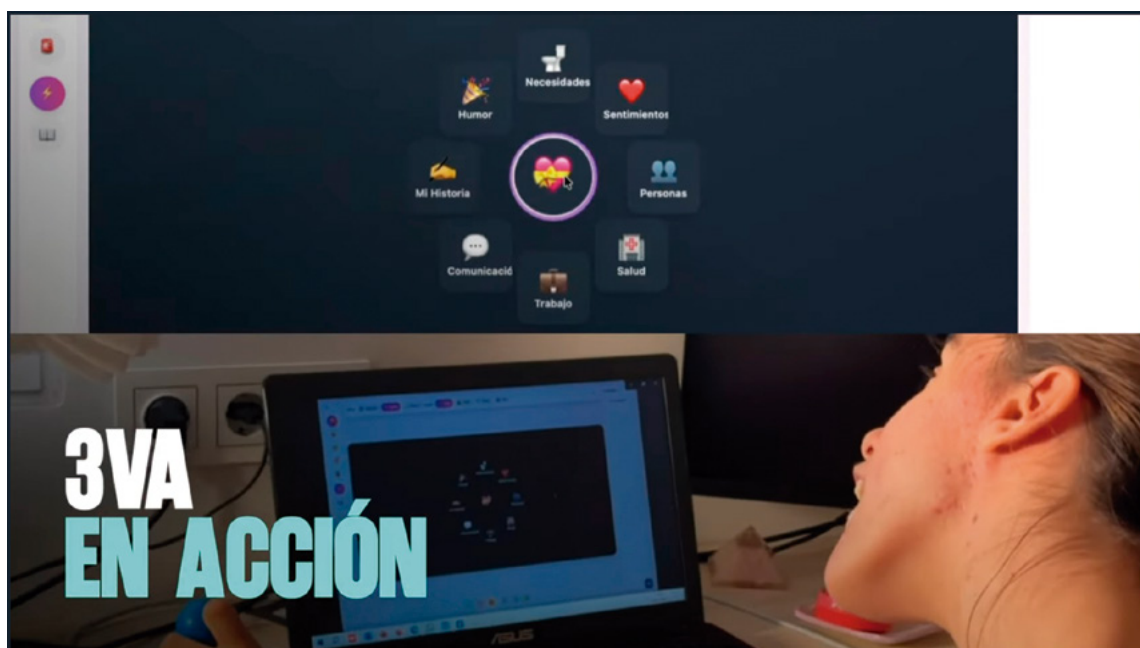 Necesidades
Humor
Sentimientos
Mi Historia
Personas
Comunicació
Salud
Trabajo
3VA
EN ACCIÓN
ASUS